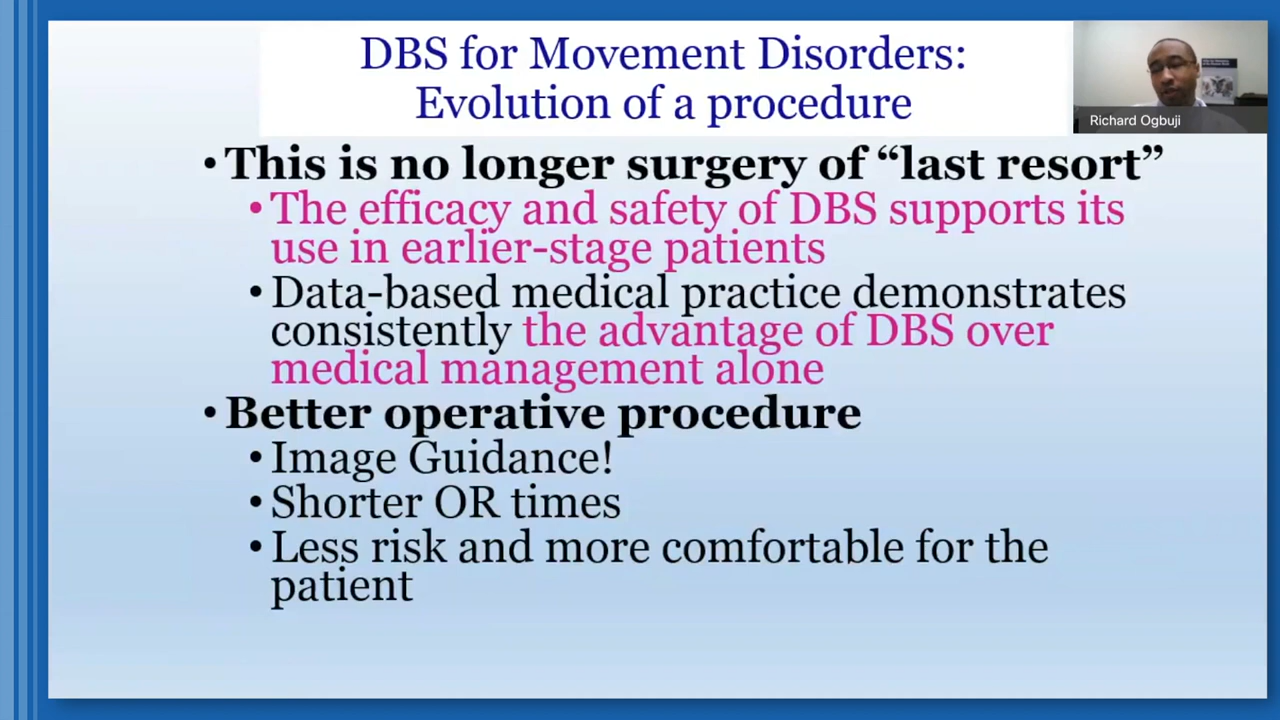 DBS for Movement Disorders:
Evolution of a procedure
Richard Ogbuji
• This is no longer surgery of “last resort”
• The efficacy and safety of DBS supports its
use in earlier-stage patients
• Data-based medical practice demonstrates
consistently the advantage of DBS over
medical management alone
• Better operative procedure
• Image Guidance!
• Shorter OR times
• Less risk and more comfortable for the
patient